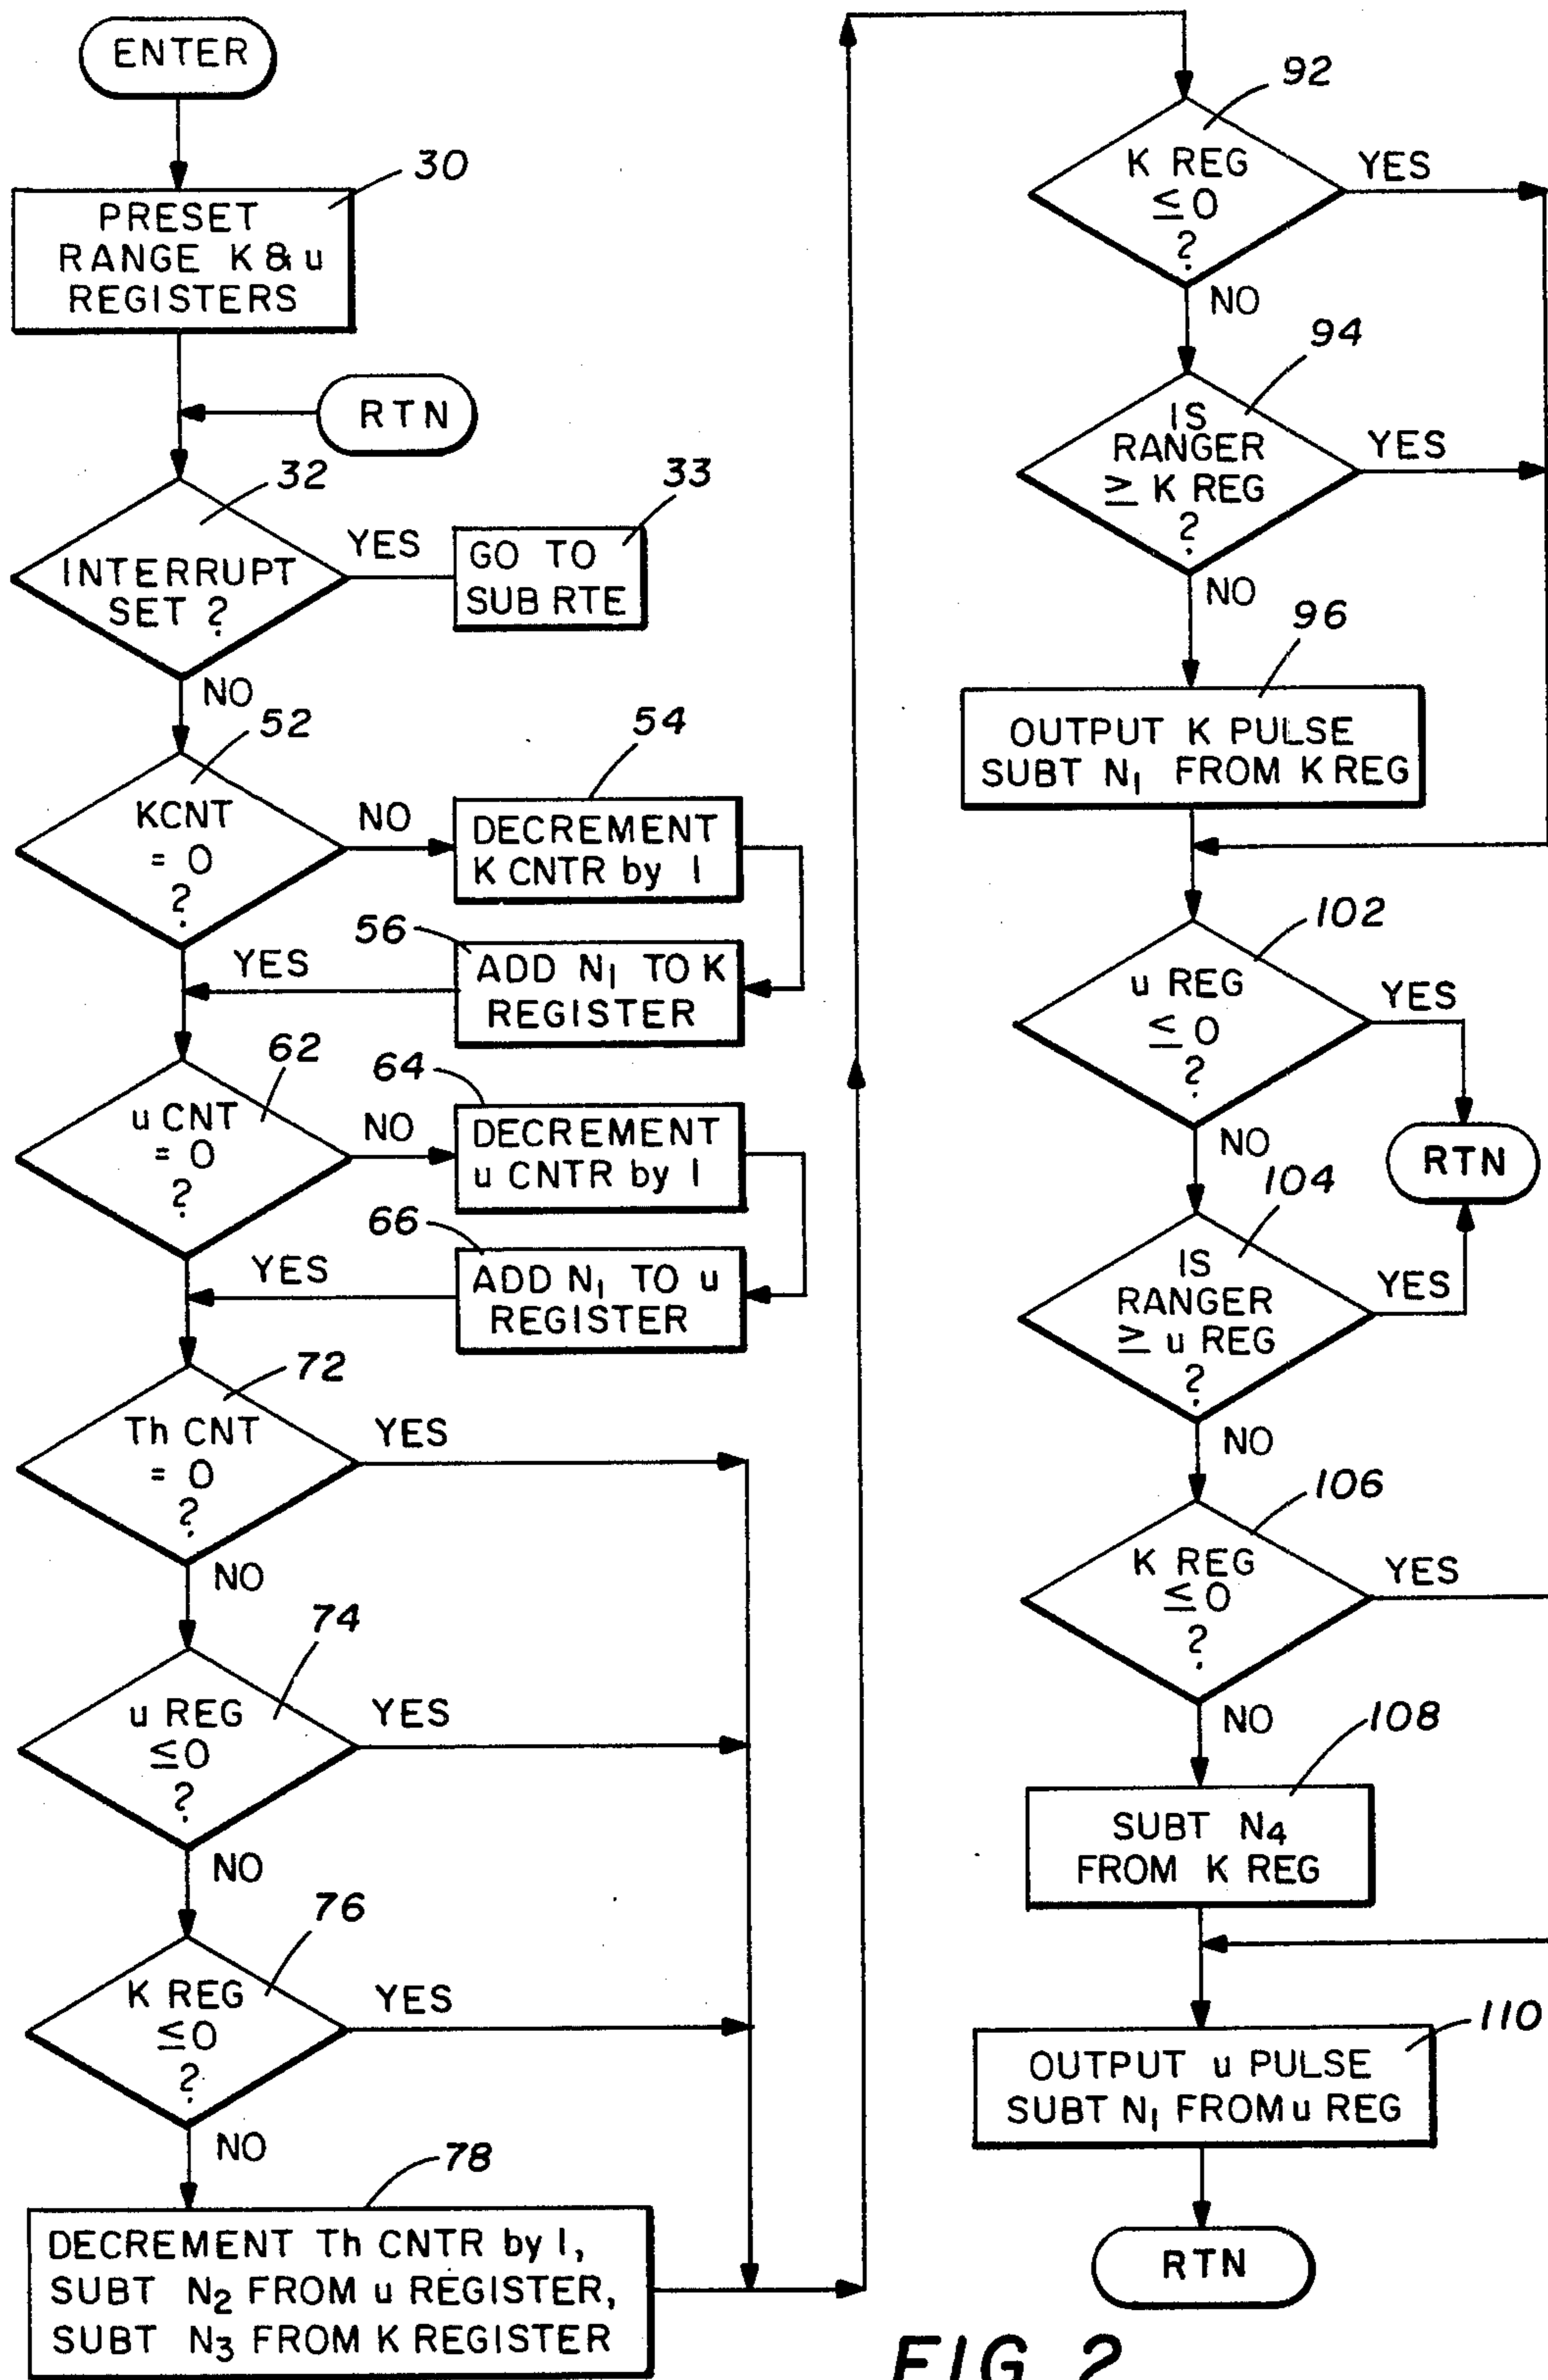 ENTER
30
PRESET
RANGE K & u
REGISTERS
RTN
32
INTERRUPT
SET ?
YES
33
GO TO
SUB RTE
NO
52
KCNT
= 0
?
NO
54
DECREMENT
K CNTR by 1
56
YES
ADD N1 TO K
REGISTER
62
u CNT
= 0
?
NO
64
DECREMENT
u CNTR by 1
66
YES
ADD N1 TO u
REGISTER
72
Th CNT
= 0
?
YES
NO
74
u REG
≤0
?
YES
NO
76
K REG
≤0
?
YES
NO
78
DECREMENT Th CNTR by 1,
SUBT N2 FROM u REGISTER,
SUBT N3 FROM K REGISTER
92
K REG
≤0
?
YES
NO
94
IS
RANGER
≥ K REG
?
YES
NO
96
OUTPUT K PULSE
SUBT N1 FROM K REG
102
u REG
≤0
?
YES
NO
RTN
104
IS
RANGER
≥ u REG
?
YES
NO
106
K REG
≤0
?
YES
NO
108
SUBT N4
FROM K REG
110
OUTPUT u PULSE
SUBT N1 FROM u REG
RTN
FIG 2